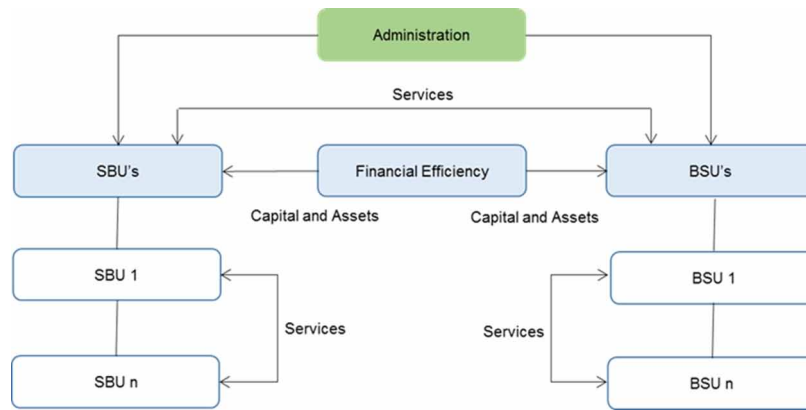 Administration
Services
SBU's
Financial Efficiency
BSU's
Capital and Assets
Capital and Assets
SBU 1
BSU 1
Services
Services
SBU n
BSU n